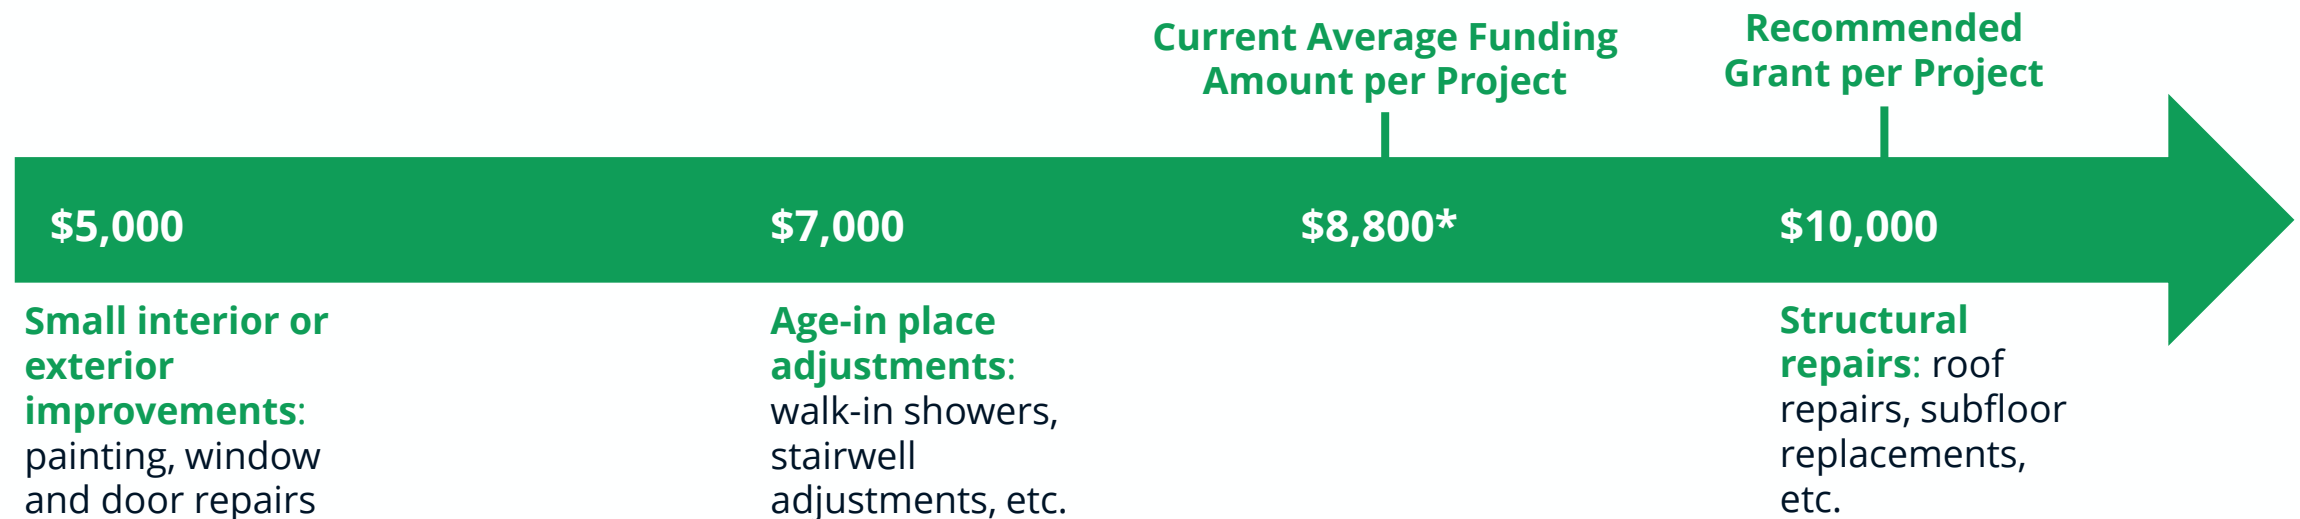 Current Average Funding
Amount per Project
Recommended
Grant per Project
$5,000
$7,000
$8,800*
$10,000
Small interior or
exterior
improvements:
painting, window
and door repairs
Age-in place
adjustments:
walk-in showers,
stairwell
adjustments, etc.
Structural
repairs: roof
repairs, subfloor
replacements,
etc.